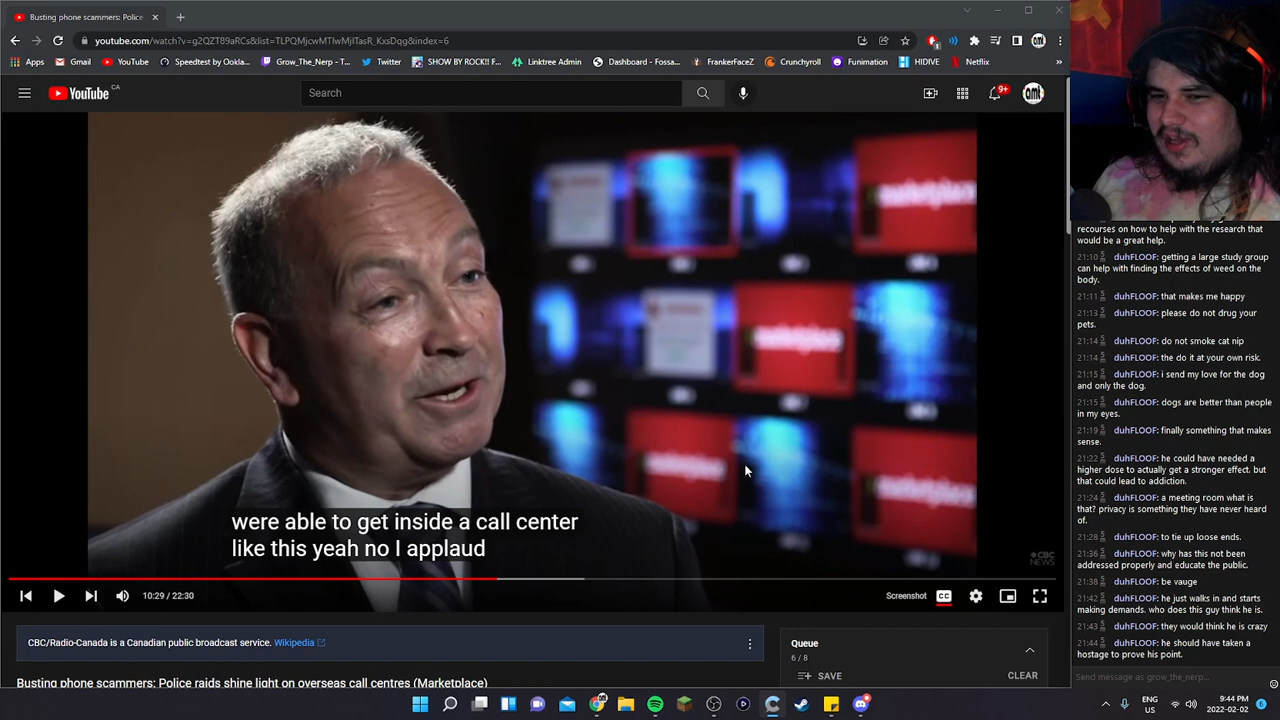 Busting phone scammers: Police
youtube.com/watch?v=g2QZT89aRCs&list=TLPQMjcwMTIwMjITasR_KxsDqg&index=6
Apps
Gmail
YouTube
Speedtest by Ookla...
Grow_The_Nerp - T...
Twitter
SHOW BY ROCK!! F...
Linktree Admin
Dashboard - Fossa...
FrankerFaceZ
Crunchyroll
Funimation
HIDIVE
Netflix
»
YouTube CA
Search
9+
amt
marketplace
were able to get inside a call center
like this yeah no I applaud
CBC
NEWS
10:29 / 22:30
Screenshot
CC
CBC/Radio-Canada is a Canadian public broadcast service. Wikipedia
Queue
6 / 8
SAVE
CLEAR
Busting phone scammers: Police raids shine light on overseas call centres (Marketplace)
recourses on how to help with the research that
would be a great help.
21:10 duhFLOOF: getting a large study group
can help with finding the effects of weed on the
body.
21:11 duhFLOOF: that makes me happy
21:13 duhFLOOF: please do not drug your
pets.
21:14 duhFLOOF: do not smoke cat nip
21:14 duhFLOOF: the do it at your own risk.
21:15 duhFLOOF: i send my love for the dog
and only the dog.
21:15 duhFLOOF: dogs are better than people
in my eyes.
21:19 duhFLOOF: finally something that makes
sense.
21:22 duhFLOOF: he could have needed a
higher dose to actually get a stronger effect. but
that could lead to addiction.
21:24 duhFLOOF: a meeting room what is
that? privacy is something they have never heard
of.
21:28 duhFLOOF: to tie up loose ends.
21:36 duhFLOOF: why has this not been
addressed properly and educate the public.
21:38 duhFLOOF: be vauge
21:42 duhFLOOF: he just walks in and starts
making demands. who does this guy think he is.
21:43 duhFLOOF: they would think he is crazy
21:44 duhFLOOF: he should have taken a
hostage to prove his point.
Send message as grow_the_nerp...
ENG
US
9:44 PM
2022-02-02
6